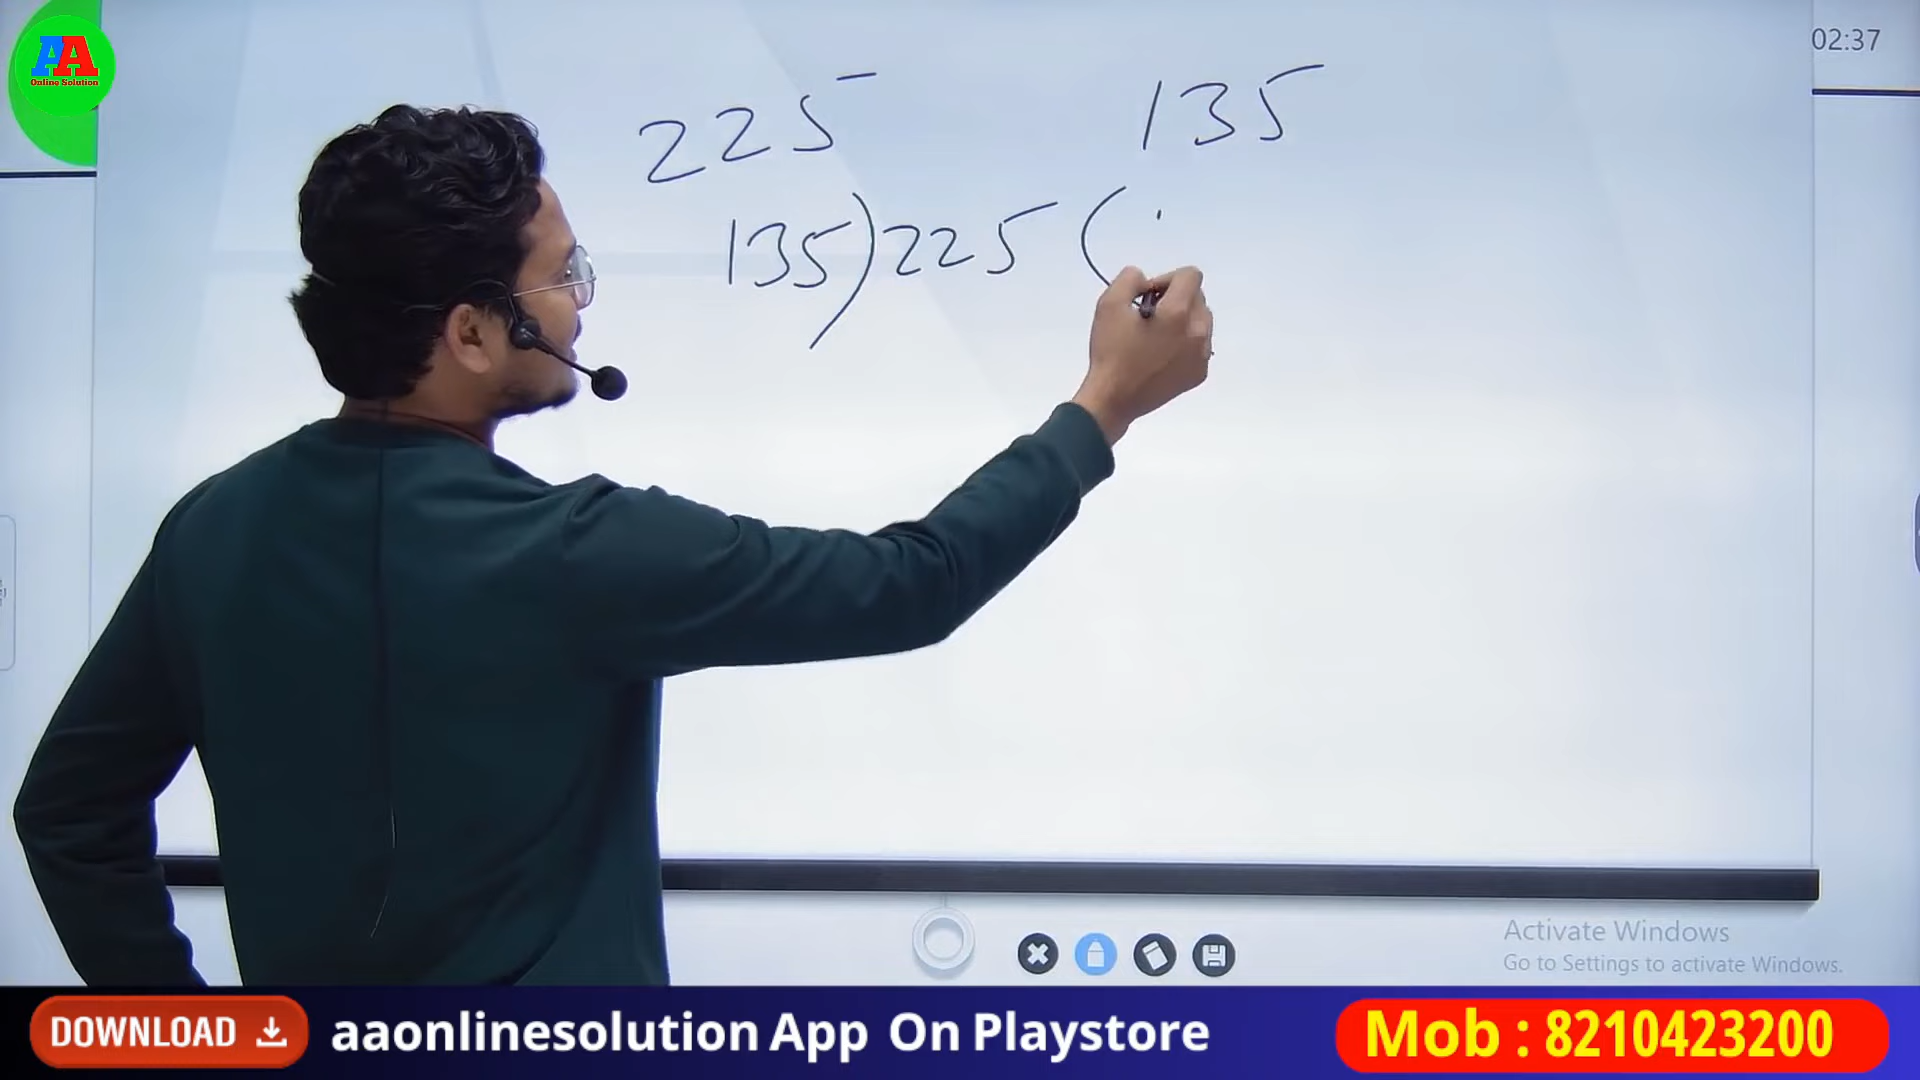 AA
Online Solution
02:37
225 135
135)225(
Activate Windows
Go to Settings to activate Windows.
DOWNLOAD aaonlinesolution App On Playstore Mob : 8210423200